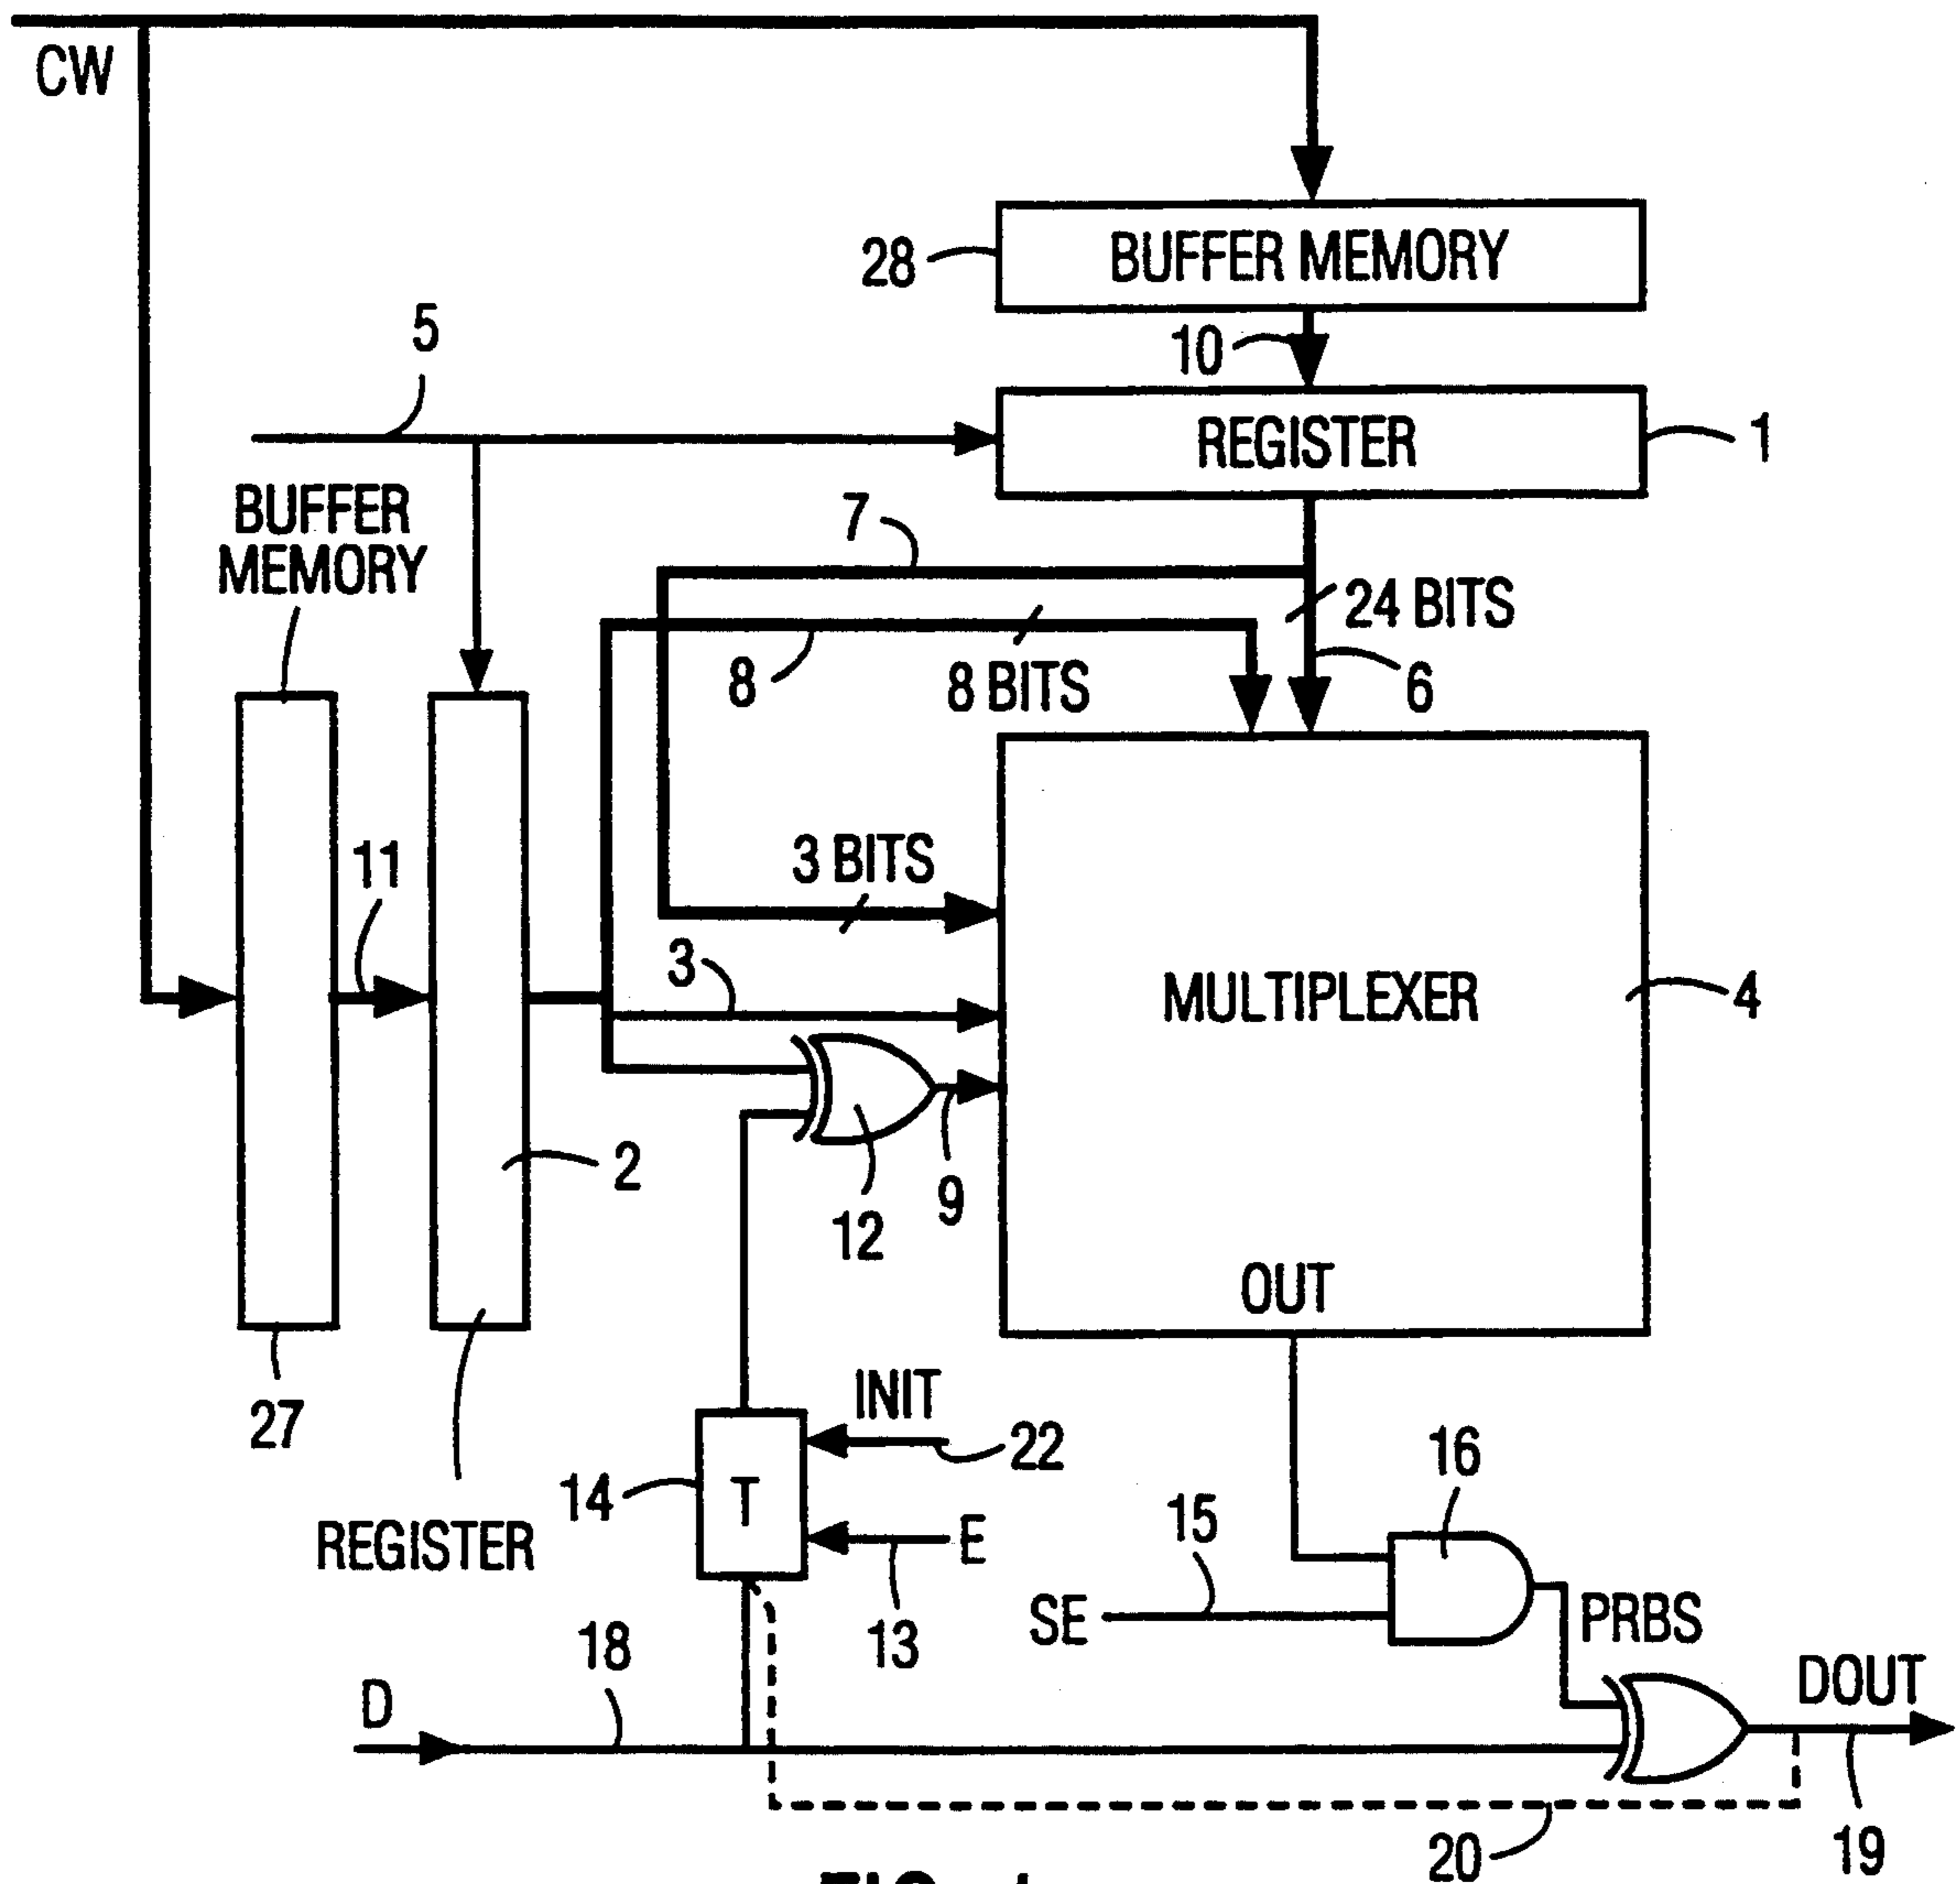 CW
28
BUFFER MEMORY
10
5
REGISTER
1
BUFFER
MEMORY
7
24 BITS
8
8 BITS
6
3 BITS
11
3
MULTIPLEXER
4
2
12
9
OUT
27
INIT
22
14
T
16
15
REGISTER
E
13
SE
PRBS
18
D
DOUT
20
19